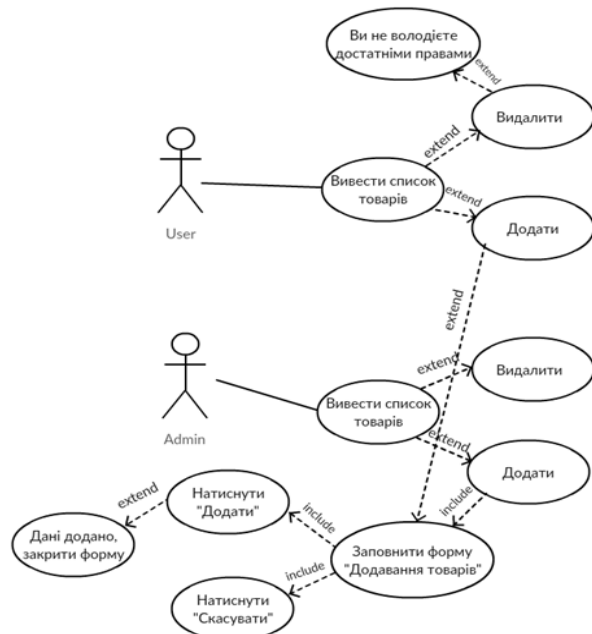 Ви не володієте
достатніми правами
extend
Видалити
extend
Вивести список
товарів
extend
User
Додати
extend
extend
Видалити
Вивести список
товарів
Admin
extend
Додати
Натиснути
"Додати"
extend
include
include
Дані додано,
закрити форму
Заповнити форму
"Додавання товарів"
include
Натиснути
"Скасувати"